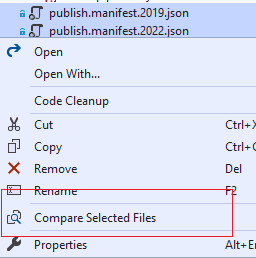 publish.manifest.2019.json
publish.manifest.2022.json
Open
Open With...
Code Cleanup
Cut Ctrl+
Copy Ctrl+
Remove Del
Rename F2
Compare Selected Files
Properties Alt+E